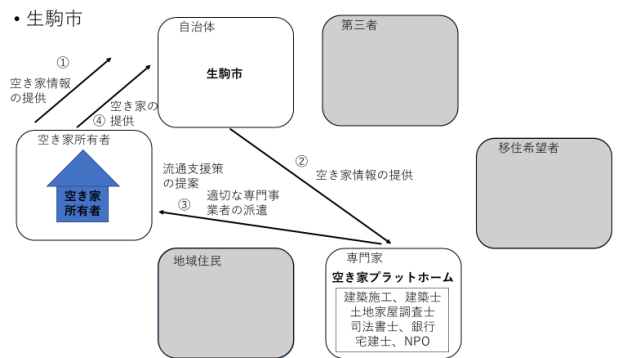 • 生駒市
自治体
生駒市
第三者
①
空き家情報
の提供
④
空き家の
提供
空き家所有者
空き家
所有者
流通支援策
の提案
③
適切な専門事
業者の派遣
②
空き家情報の提供
移住希望者
地域住民
専門家
空き家プラットホーム
建築施工、建築士
土地家屋調査士
司法書士、銀行
宅建士、NPO